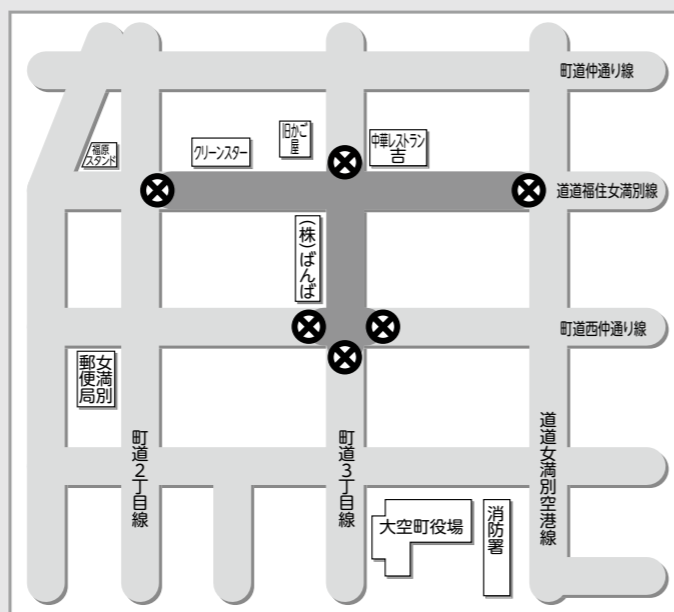 町道仲通り線
福原
スタンド
クリーンスター
旧かご
屋
中華レストラン
吉
道道福住女満別線
(株)ばんば
町道西仲通り線
女満別
郵便局
町道2丁目線
町道3丁目線
道道女満別空港線
大空町役場
消防署